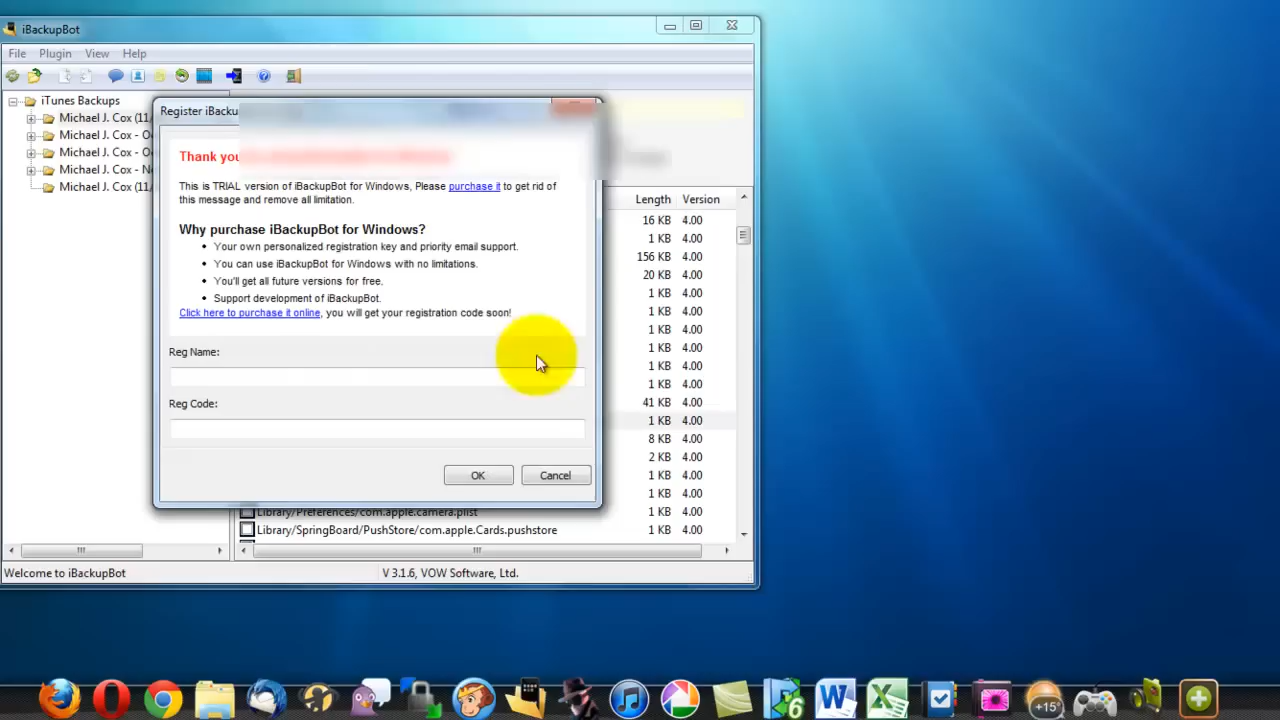 iBackupBot
File Plugin View Help
iTunes Backups
Michael J. Cox (11/
Michael J. Cox - Oc
Michael J. Cox - Oc
Michael J. Cox - Ne
Michael J. Cox (11/
Register iBacku
Thank you
This is TRIAL version of iBackupBot for Windows, Please purchase it to get rid of
this message and remove all limitation.
Why purchase iBackupBot for Windows?
Your own personalized registration key and priority email support.
You can use iBackupBot for Windows with no limitations.
You'll get all future versions for free.
Support development of iBackupBot.
Click here to purchase it online, you will get your registration code soon!
Reg Name:
Reg Code:
OK Cancel
Length Version
16 KB 4.00
1 KB 4.00
156 KB 4.00
20 KB 4.00
1 KB 4.00
1 KB 4.00
1 KB 4.00
1 KB 4.00
1 KB 4.00
1 KB 4.00
41 KB 4.00
1 KB 4.00
8 KB 4.00
2 KB 4.00
1 KB 4.00
1 KB 4.00
Library/Preferences/com.apple.camera.plist 1 KB 4.00
Library/SpringBoard/PushStore/com.apple.Cards.pushstore 1 KB 4.00
Welcome to iBackupBot V 3.1.6, VOW Software, Ltd.
6
+15°